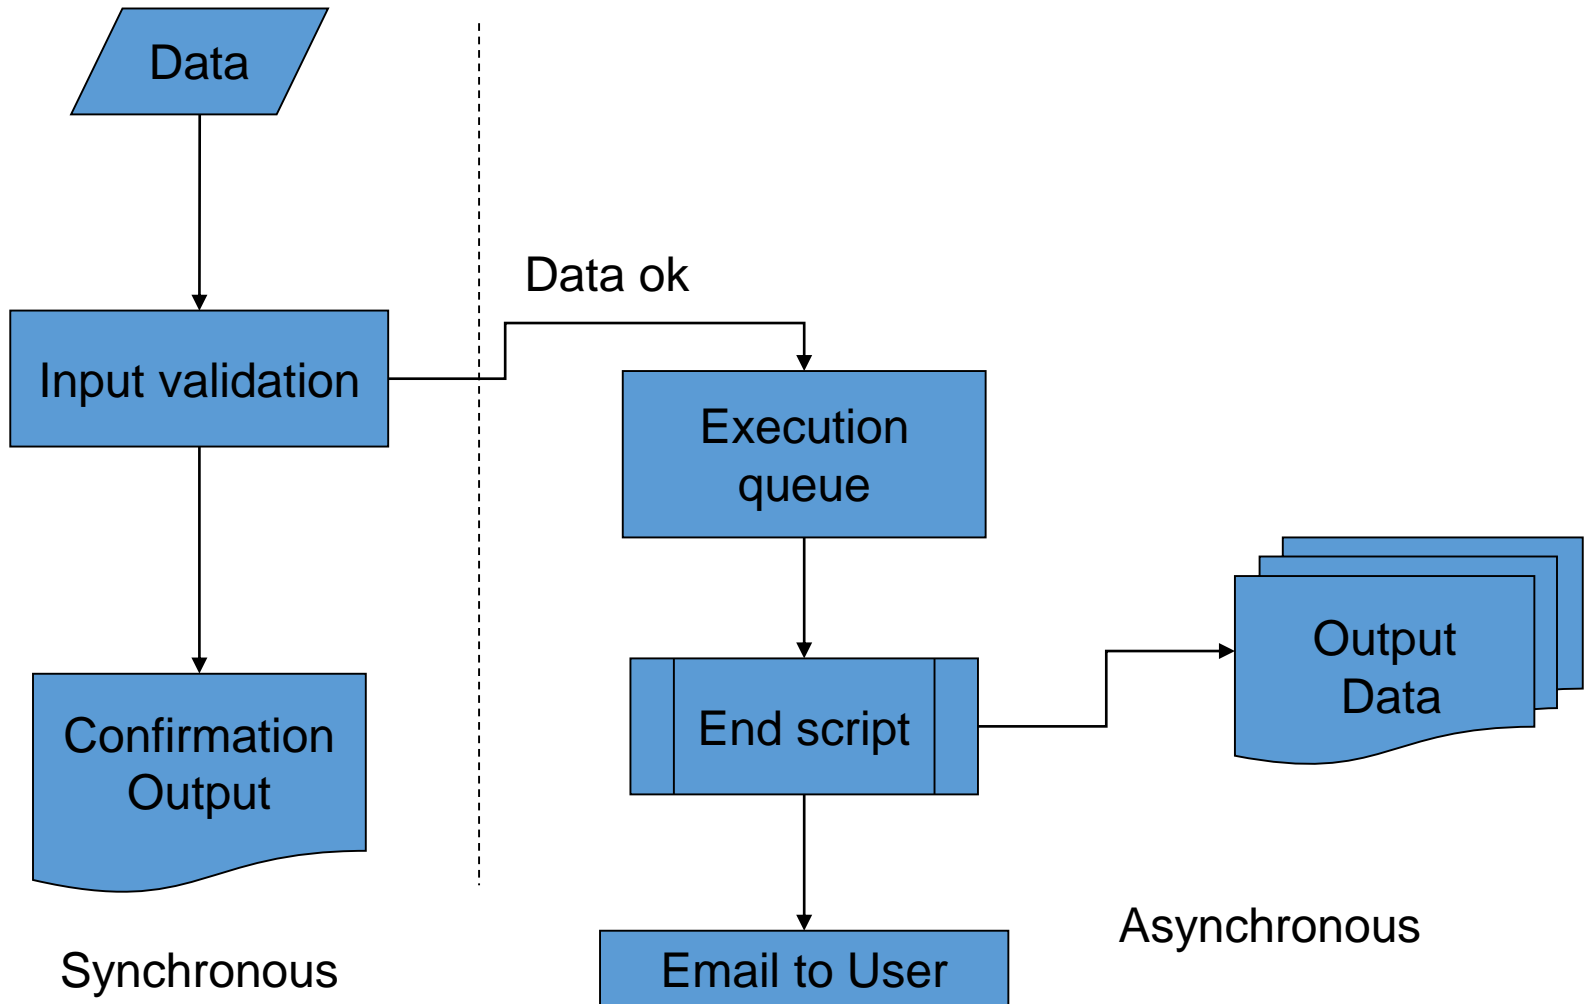 Data
Data ok
Input validation
Execution
queue
Output
Data
End script
Confirmation
Output
Asynchronous
Synchronous
Email to User